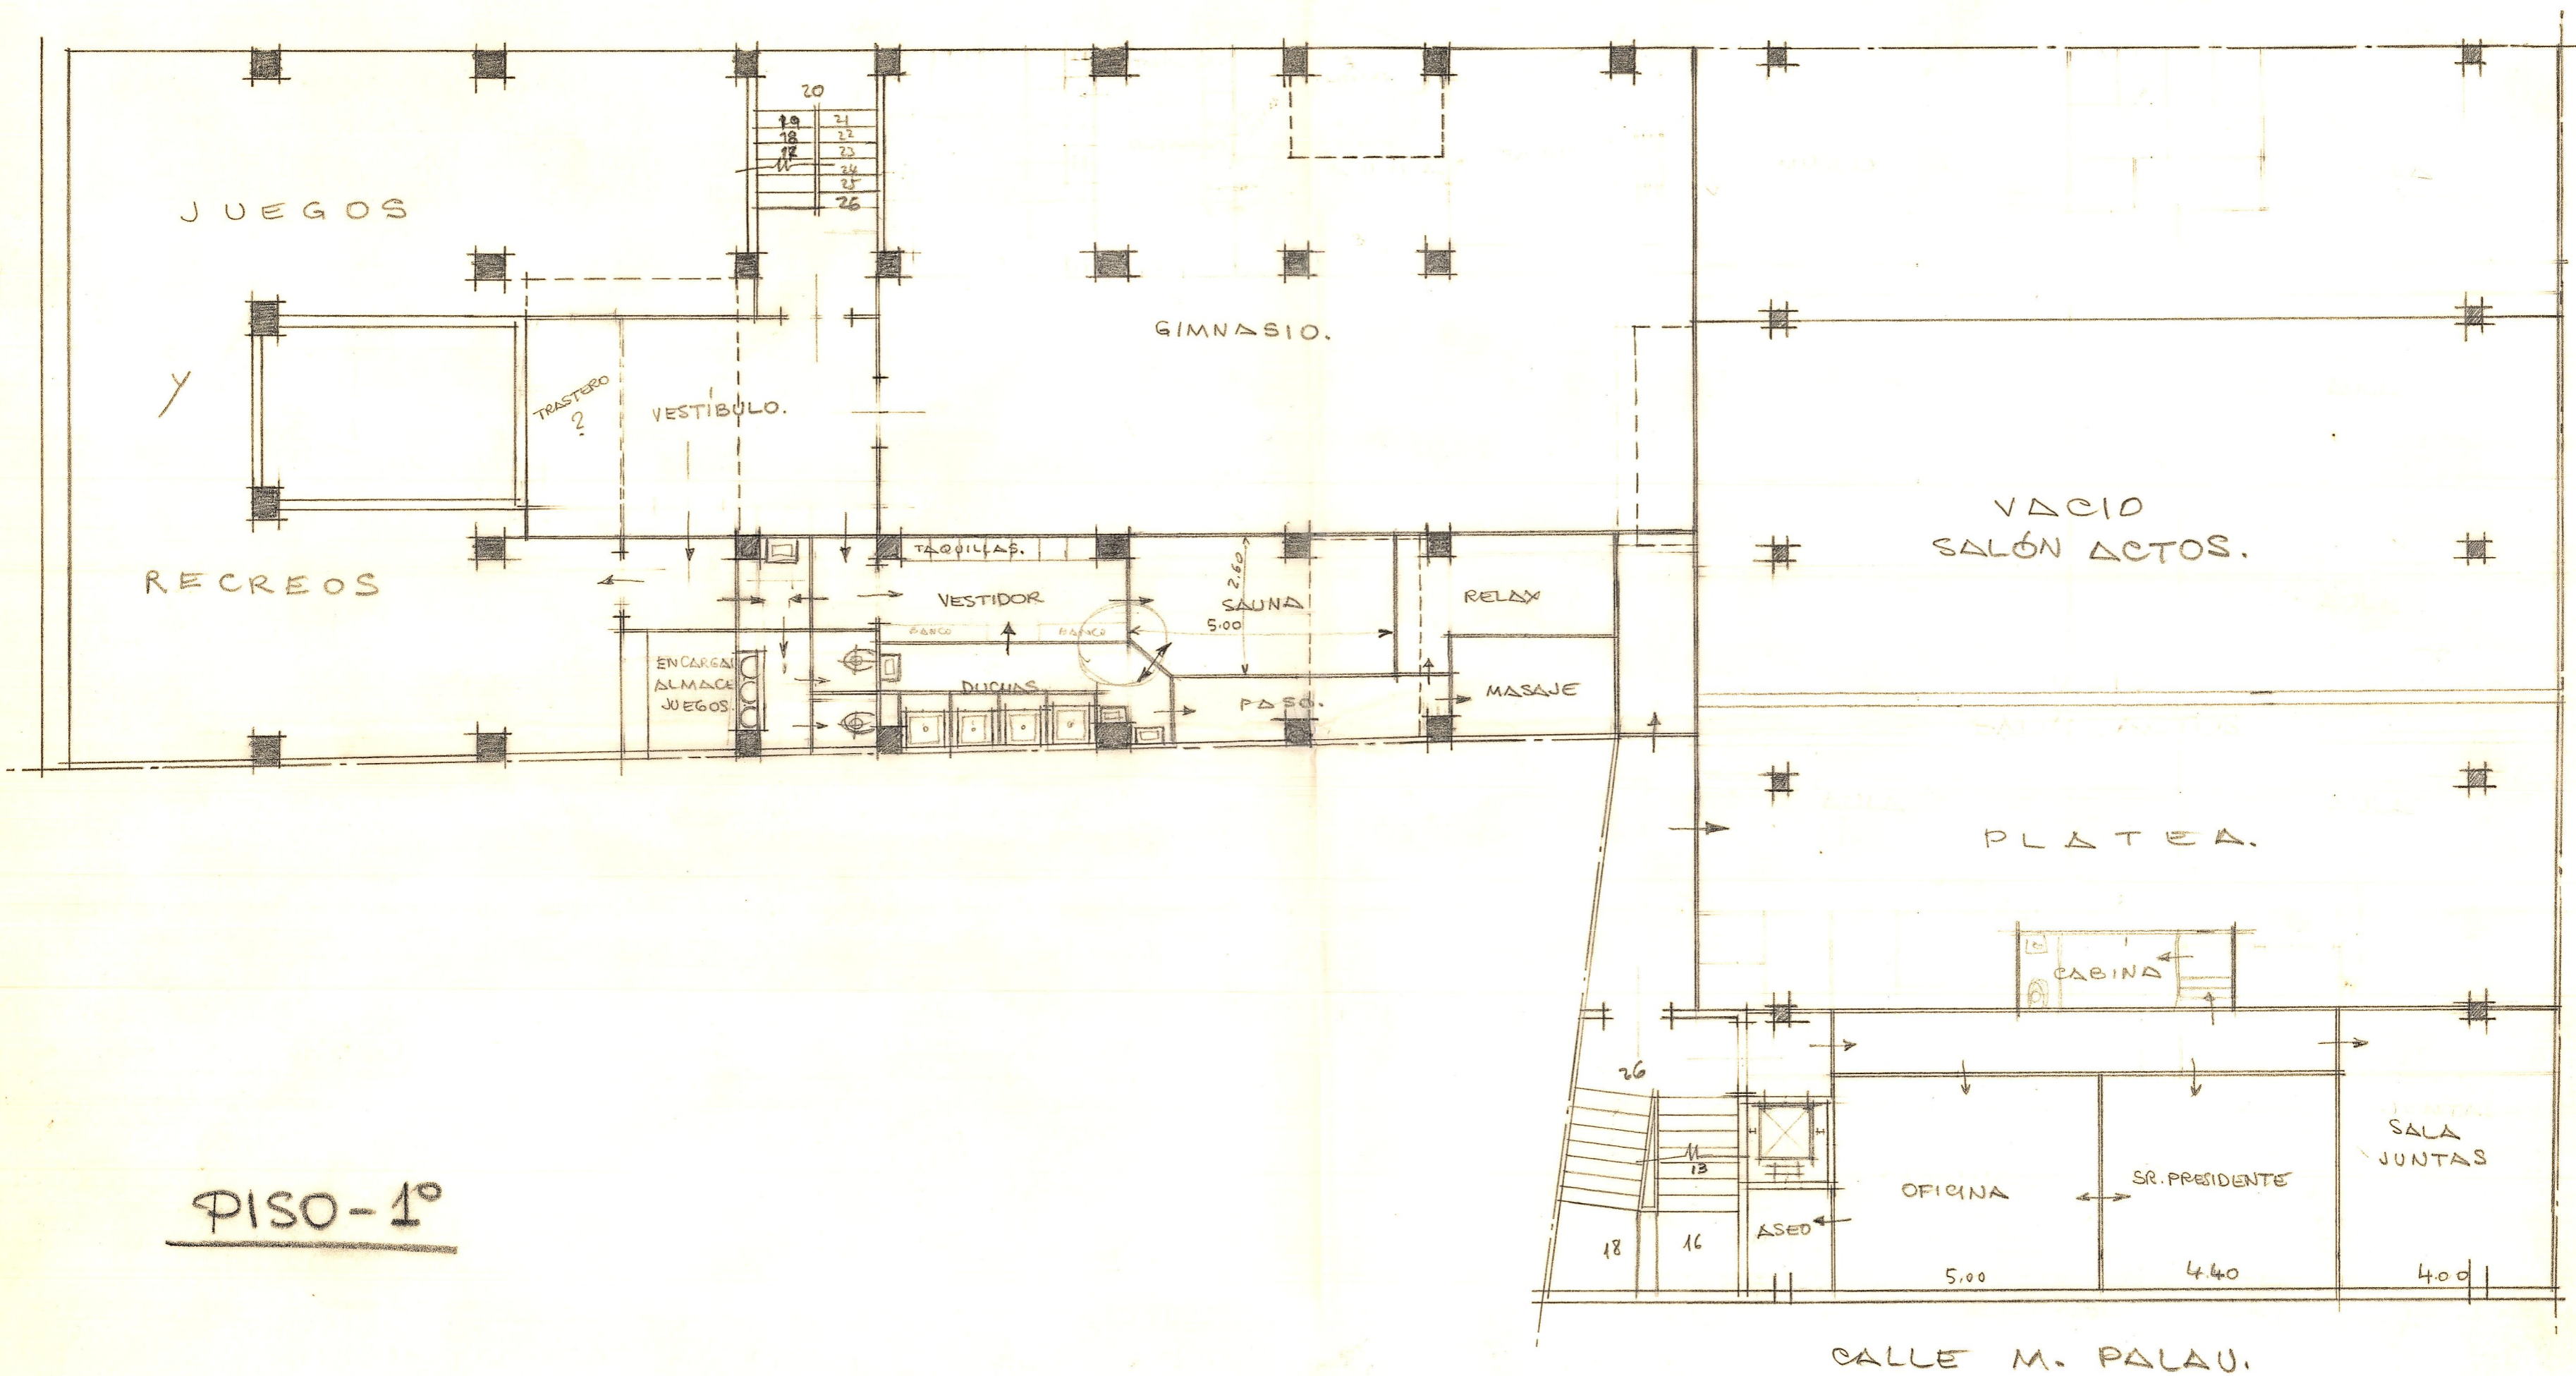 20
19
18
17
21
22
23
24
25
26
JUEGOS
Y
RECREOS
TRASTERO
?
VESTÍBULO.
GIMNASIO.
VACIO
SALÓN ACTOS.
TAQUILLAS.
VESTIDOR
BANCO
BANCO
SAUNA
2.60
5.00
RELAX
ENCARGA
ALMACE
JUEGOS
DUCHAS
PASO.
MASAJE
PLATEA.
CABINA
26
13
18
16
ASEO
OFICINA
5,00
SR. PRESIDENTE
4.40
SALA
JUNTAS
4.00
PISO-1º
CALLE M. PALAU.